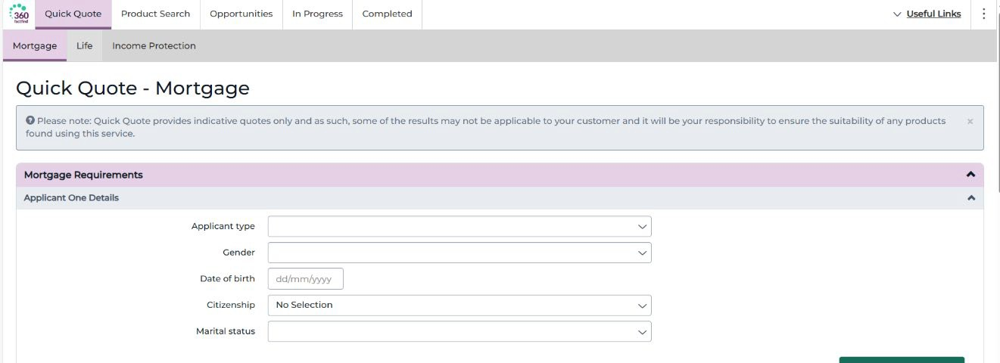 360
factfind
Quick Quote
Product Search
Opportunities
In Progress
Completed
Useful Links
Mortgage
Life
Income Protection
Quick Quote - Mortgage
Please note: Quick Quote provides indicative quotes only and as such, some of the results may not be applicable to your customer and it will be your responsibility to ensure the suitability of any products
found using this service.
Mortgage Requirements
Applicant One Details
Applicant type
Gender
Date of birth
dd/mm/yyyy
Citizenship
No Selection
Marital status